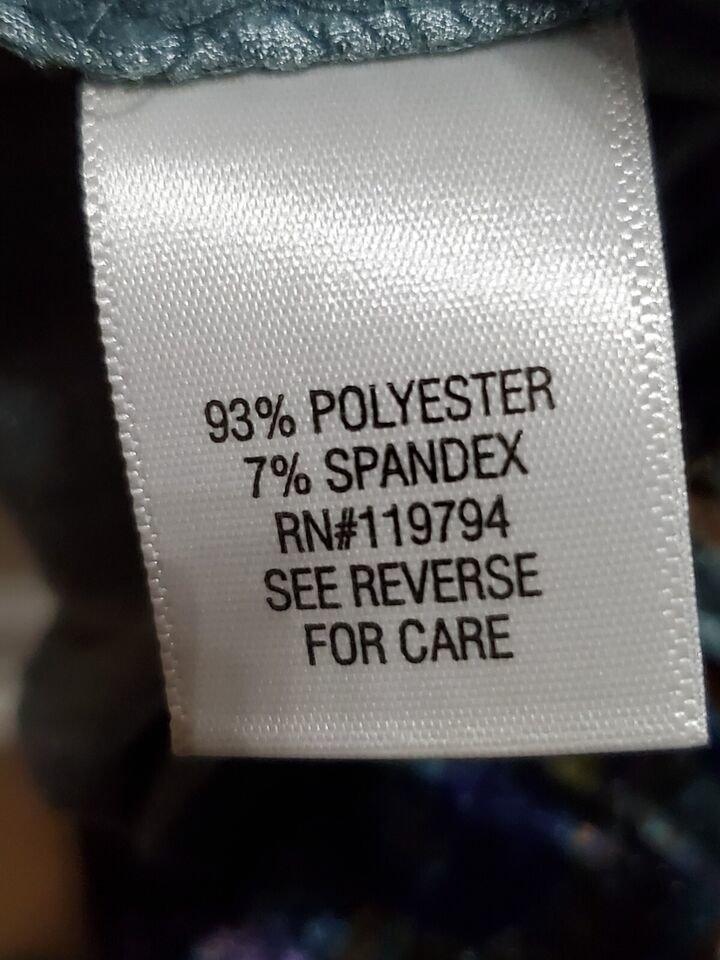 93% POLYESTER
7% SPANDEX
RN#119794
SEE REVERSE
FOR CARE